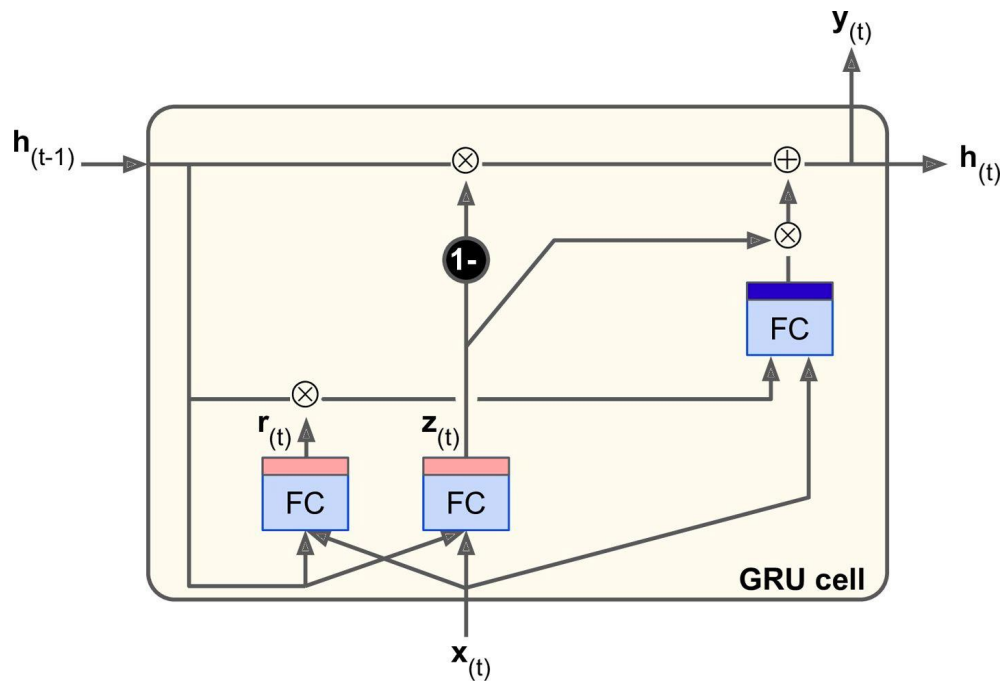 y(t)
h(t-1)
h(t)
1-
FC
r(t)
z(t)
FC
FC
GRU cell
x(t)